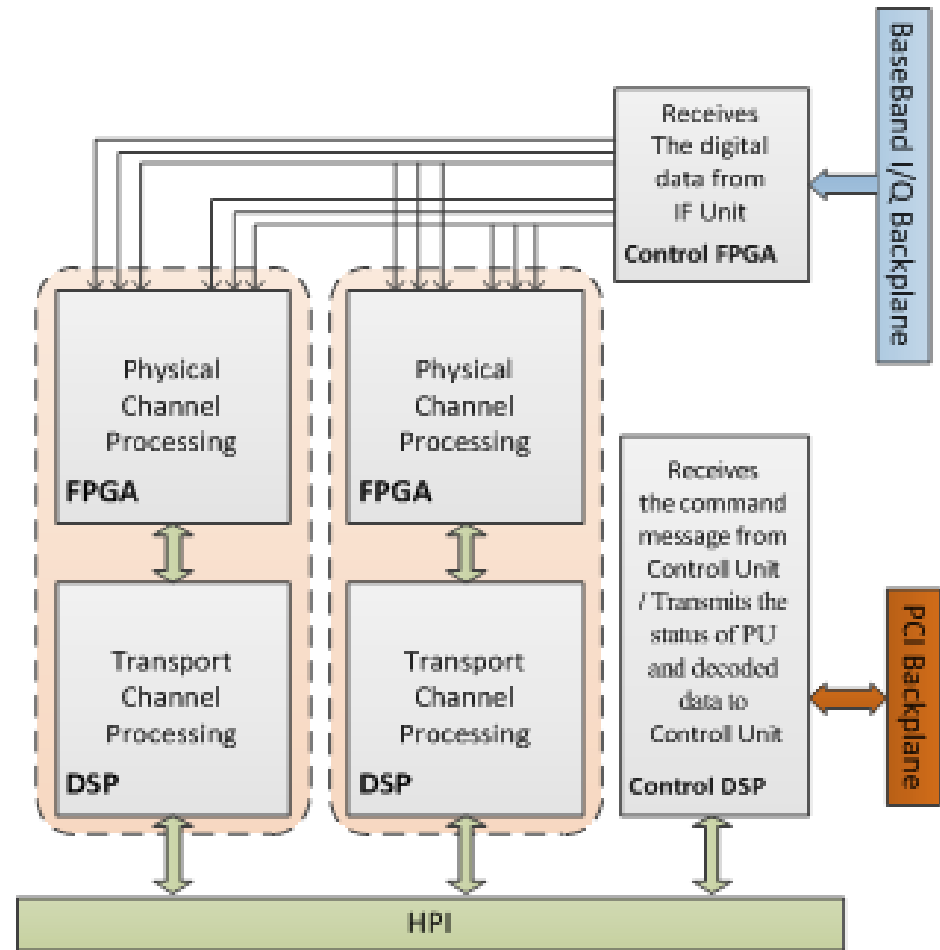 BaseBand I/Q Backplane
Receives
The digital
data from
IF Unit
Control FPGA
Physical
Channel
Processing
FPGA
Physical
Channel
Processing
FPGA
Receives
the command
message from
Controll Unit
/ Transmits the
status of PU
and decoded
data to
Controll Unit
Control DSP
PCI Backplane
Transport
Channel
Processing
DSP
Transport
Channel
Processing
DSP
HPI